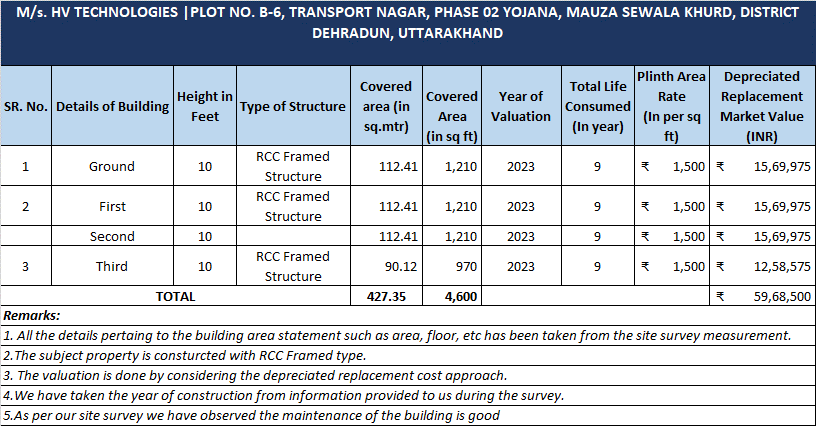 M/s. HV TECHNOLOGIES |PLOT NO. B-6, TRANSPORT NAGAR, PHASE 02 YOJANA, MAUZA SEWALA KHURD, DISTRICT
DEHRADUN, UTTARAKHAND
SR. No. Details of Building Height in Feet Type of Structure Covered area (in sq.mtr) Covered Area (in sq ft) Year of Valuation Total Life Consumed (In year) Plinth Area Rate (In per sq ft) Depreciated Replacement Market Value (INR)
1 Ground 10 RCC Framed Structure 112.41 1,210 2023 9 ₹ 1,500 ₹ 15,69,975
2 First 10 RCC Framed Structure 112.41 1,210 2023 9 ₹ 1,500 ₹ 15,69,975
Second 10 112.41 1,210 2023 9 ₹ 1,500 ₹ 15,69,975
3 Third 10 RCC Framed Structure 90.12 970 2023 9 ₹ 1,500 ₹ 12,58,575
TOTAL 427.35 4,600 ₹ 59,68,500
Remarks:
1. All the details pertaing to the building area statement such as area, floor, etc has been taken from the site survey measurement.
2.The subject property is consturcted with RCC Framed type.
3. The valuation is done by considering the depreciated replacement cost approach.
4.We have taken the year of construction from information provided to us during the survey.
5.As per our site survey we have observed the maintenance of the building is good